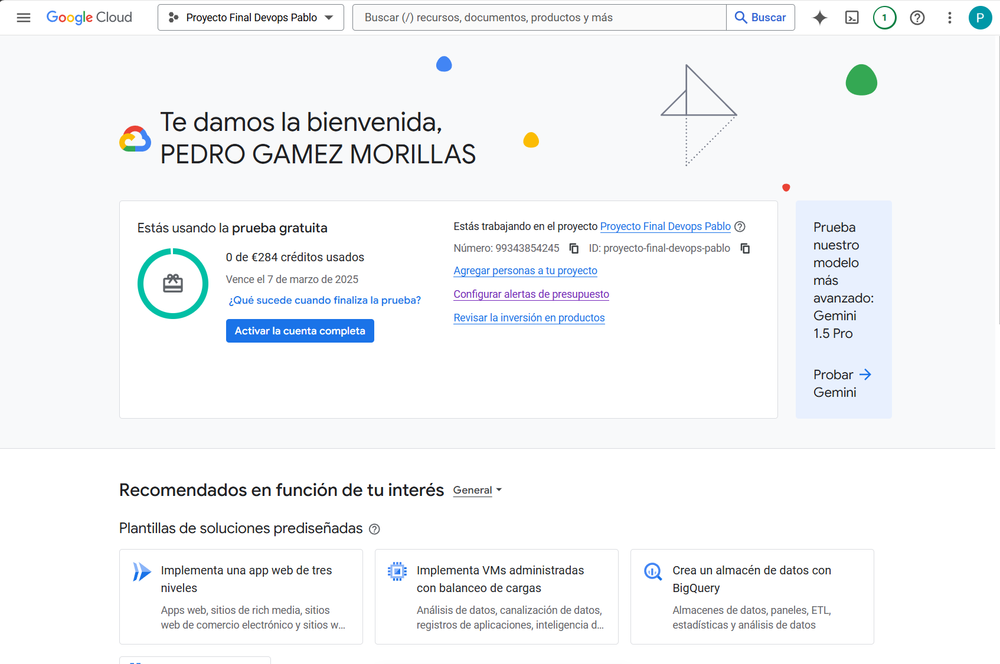 Google Cloud
Proyecto Final Devops Pablo
Buscar (/) recursos, documentos, productos y más
Buscar
1
P
Te damos la bienvenida,
PEDRO GAMEZ MORILLAS
Estás usando la prueba gratuita
0 de €284 créditos usados
Vence el 7 de marzo de 2025
¿Qué sucede cuando finaliza la prueba?
Activar la cuenta completa
Estás trabajando en el proyecto Proyecto Final Devops Pablo
Número: 99343854245 ID: proyecto-final-devops-pablo
Agregar personas a tu proyecto
Configurar alertas de presupuesto
Revisar la inversión en productos
Prueba
nuestro
modelo
más
avanzado:
Gemini
1.5 Pro
Probar
Gemini
Recomendados en función de tu interés General
Plantillas de soluciones prediseñadas
Implementa una app web de tres
niveles
Apps web, sitios de rich media, sitios
web de comercio electrónico y sitios w...
Implementa VMs administradas
con balanceo de cargas
Análisis de datos, canalización de datos,
registros de aplicaciones, inteligencia d...
Crea un almacén de datos con
BigQuery
Almacenes de datos, paneles, ETL,
estadísticas y análisis de datos